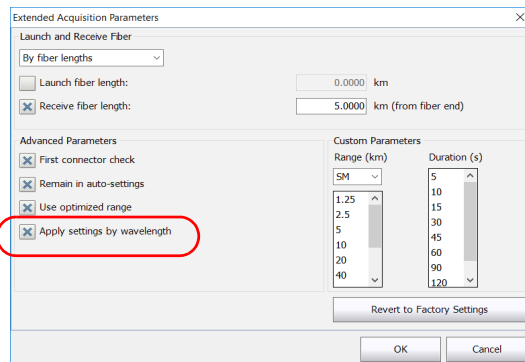 Extended Acquisition Parameters
Launch and Receive Fiber
By fiber lengths
Launch fiber length: 0.0000 km
Receive fiber length: 5.0000 km (from fiber end)
Advanced Parameters
First connector check
Remain in auto-settings
Use optimized range
Apply settings by wavelength
Custom Parameters
Range (km) Duration (s)
SM
1.25
2.5
5
10
20
40
5
10
15
30
45
60
90
120
Revert to Factory Settings
OK Cancel